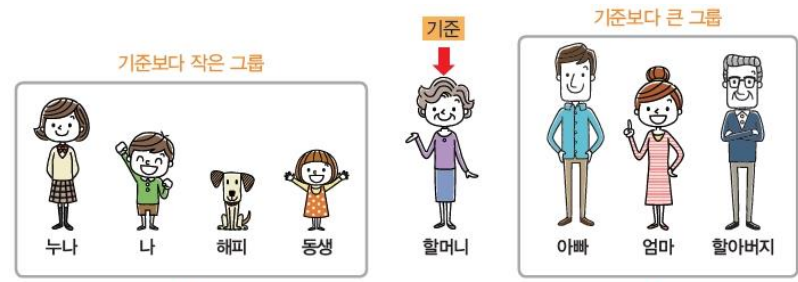 기준보다 작은 그룹
기준
기준보다 큰 그룹
누나 나 해피 동생 할머니 아빠 엄마 할아버지